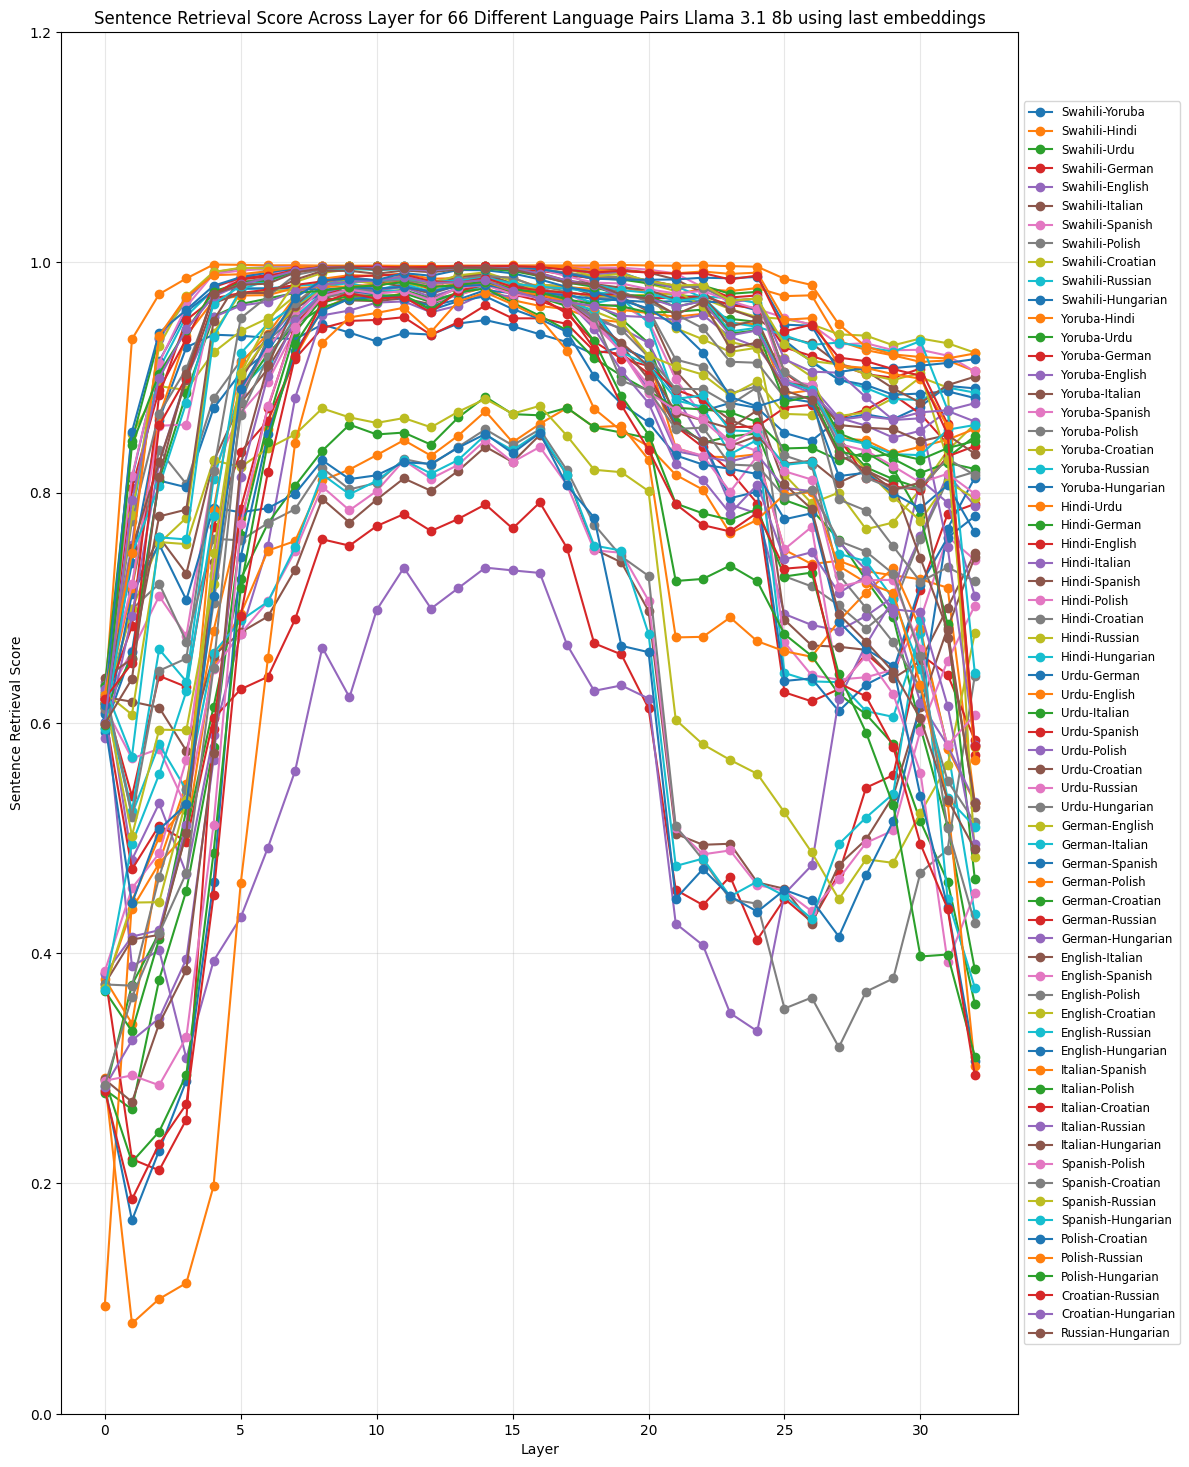 Sentence Retrieval Score Across Layer for 66 Different Language Pairs Llama 3.1 8b using last embeddings
1.2
1.0
0.8
0.6
0.4
0.2
0.0
Sentence Retrieval Score
0 5 10 15 20 25 30
Layer
Swahili-Yoruba
Swahili-Hindi
Swahili-Urdu
Swahili-German
Swahili-English
Swahili-Italian
Swahili-Spanish
Swahili-Polish
Swahili-Croatian
Swahili-Russian
Swahili-Hungarian
Yoruba-Hindi
Yoruba-Urdu
Yoruba-German
Yoruba-English
Yoruba-Italian
Yoruba-Spanish
Yoruba-Polish
Yoruba-Croatian
Yoruba-Russian
Yoruba-Hungarian
Hindi-Urdu
Hindi-German
Hindi-English
Hindi-Italian
Hindi-Spanish
Hindi-Polish
Hindi-Croatian
Hindi-Russian
Hindi-Hungarian
Urdu-German
Urdu-English
Urdu-Italian
Urdu-Spanish
Urdu-Polish
Urdu-Croatian
Urdu-Russian
Urdu-Hungarian
German-English
German-Italian
German-Spanish
German-Polish
German-Croatian
German-Russian
German-Hungarian
English-Italian
English-Spanish
English-Polish
English-Croatian
English-Russian
English-Hungarian
Italian-Spanish
Italian-Polish
Italian-Croatian
Italian-Russian
Italian-Hungarian
Spanish-Polish
Spanish-Croatian
Spanish-Russian
Spanish-Hungarian
Polish-Croatian
Polish-Russian
Polish-Hungarian
Croatian-Russian
Croatian-Hungarian
Russian-Hungarian